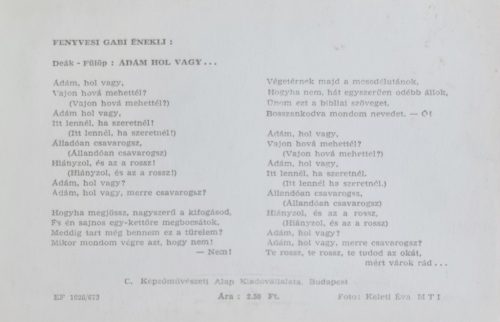 FENYVESI GABI ÉNEKLI :
Deák - Fülöp : ÁDÁM HOL VAGY ...
Ádám, hol vagy,
Vajon hová mehettél?
(Vajon hová mehettél?)
Ádám hol vagy,
Itt lennél, ha szeretnél!
(Itt lennél, ha szeretnél!)
Álladóan csavarogsz,
(Állandóan csavarogsz)
Hiányzol, és az a rossz!
(Hiányzol, és az a rossz!)
Ádám, hol vagy?
Ádám, hol vagy, merre csavarogsz?
Hogyha megjössz, nagyszerű a kifogásod,
És én sajnos egy-kettőre megbocsátok,
Meddig tart még bennem ez a türelem?
Mikor mondom végre azt, hogy nem!
— Nem!
Végetérnek majd a mesedélutánok,
Hogyha nem, hát egyszerűen odébb állok,
Unom ezt a bibliai szöveget,
Bosszankodva mondom nevedet. — Ó!
Ádám, hol vagy,
Vajon hová mehettél?
(Vajon hová mehettel?)
Ádám, hol vagy,
Itt lennél, ha szeretnél.
(Itt lennél ha szeretnél.)
Állandóan csavarogsz,
(Állandóan csavarogsz)
Hiányzol, és az a rossz,
(Hiányzol, és az a rossz)
Ádám, hol vagy?
Ádám, hol vagy, merre csavarogsz?
Te rossz, te rossz, te tudod az okát,
mért várok rád ...
C. Képzőművészeti Alap Kiadóvállalata, Budapest
EF 1028/673 Ára : 2.50 Ft. Foto: Keleti Éva MTI